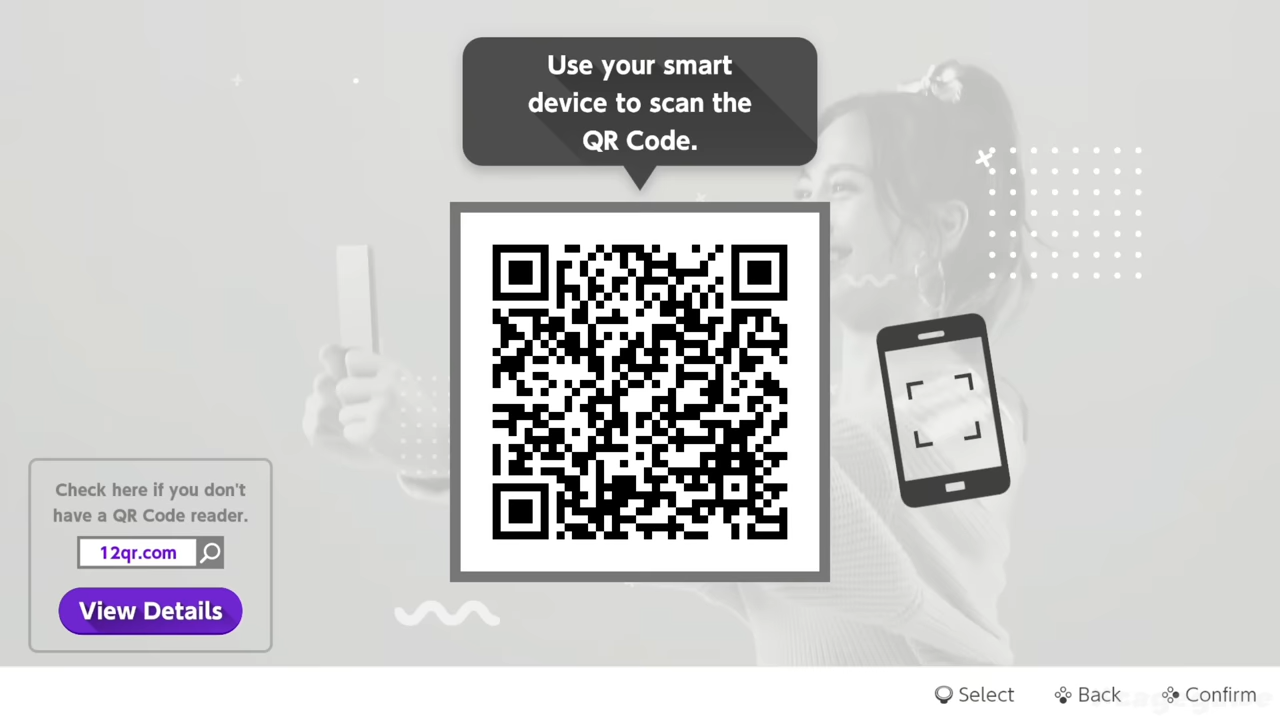 Use your smart
device to scan the
QR Code.
Check here if you don't
have a QR Code reader.
12qr.com
View Details
Select
Back
Confirm